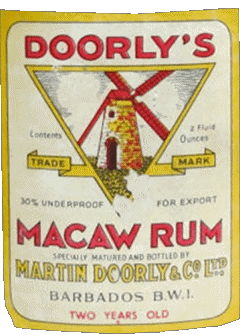 DOORLY'S
Contents 2 Fluid Ounces
TRADE MARK
30% UNDERPROOF FOR EXPORT
MACAW RUM
SPECIALLY MATURED AND BOTTLED BY
MARTIN DOORLY & CO LTD
BARBADOS B.W.I.
TWO YEARS OLD